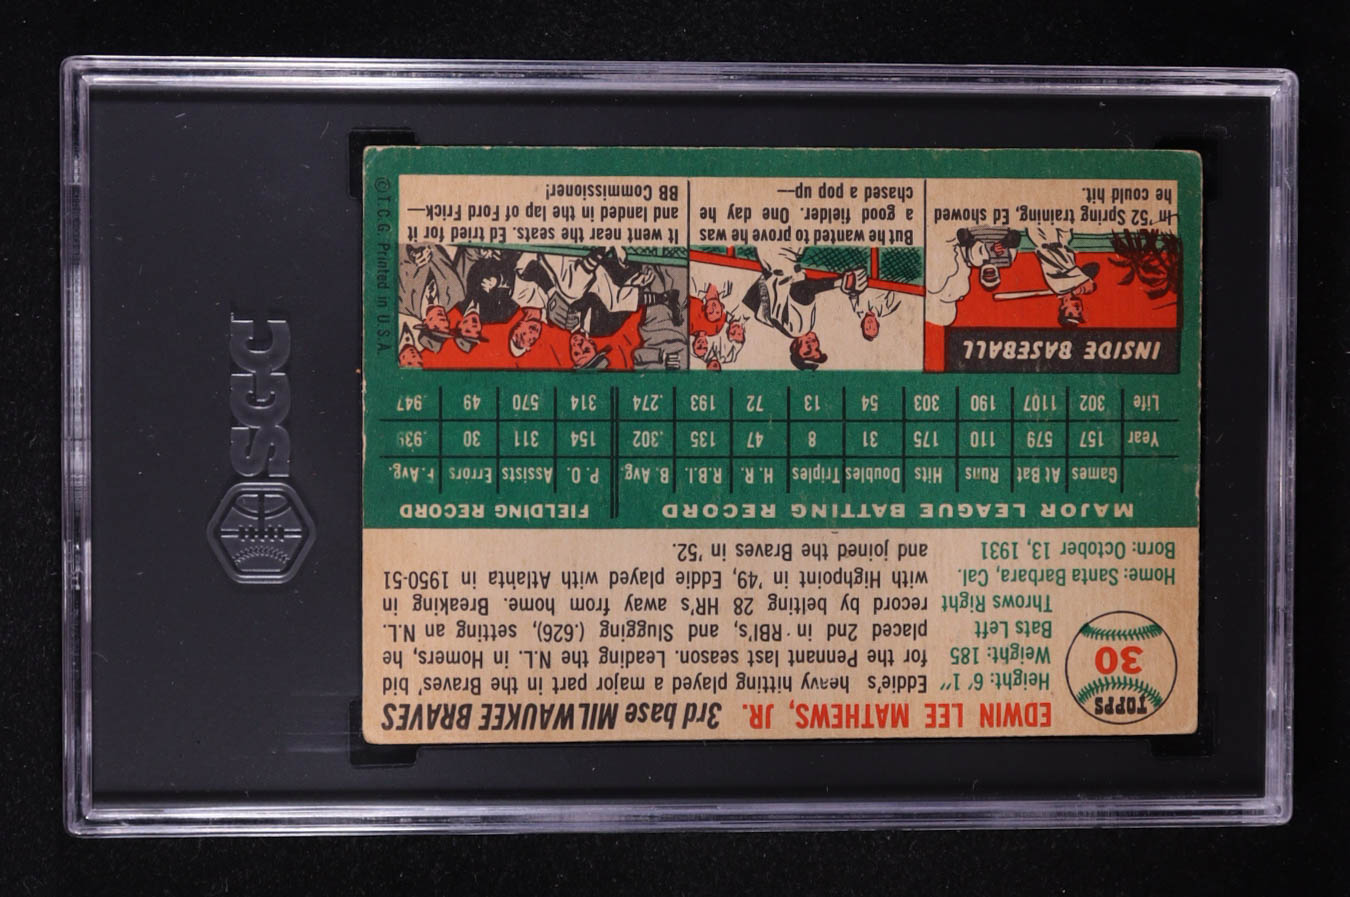 TOPPS
30
EDWIN LEE MATHEWS, JR. 3rd base MILWAUKEE BRAVES
Height: 6' 1"
Weight: 185
Bats Left
Throws Right
Home: Santa Barbara, Cal.
Born: October 13, 1931
Eddie's heavy hitting played a major part in the Braves' bid
for the Pennant last season. Leading the N.L. in Homers, he
placed 2nd in RBI's, and Slugging (.626), setting an N.L.
record by belting 28 HR's away from home. Breaking in
with Highpoint in '49, Eddie played with Atlanta in 1950-51
and joined the Braves in '52.
MAJOR LEAGUE BATTING RECORD FIELDING RECORD
Games At Bat Runs Hits Doubles Triples H. R. R.B.I. B. Avg. P. O. Assists Errors F. Avg.
Year 157 579 110 175 31 8 47 135 .302 154 311 30 .939
Life 302 1107 190 303 54 13 72 193 .274 314 570 49 .947
INSIDE BASEBALL
In '52 Spring training, Ed showed
he could hit.
But he wanted to prove he was
a good fielder. One day he
chased a pop up—
It went near the seats. Ed tried for it
and landed in the lap of Ford Frick—
BB Commissioner!
© T.C.G. Printed in U.S.A.
SGC